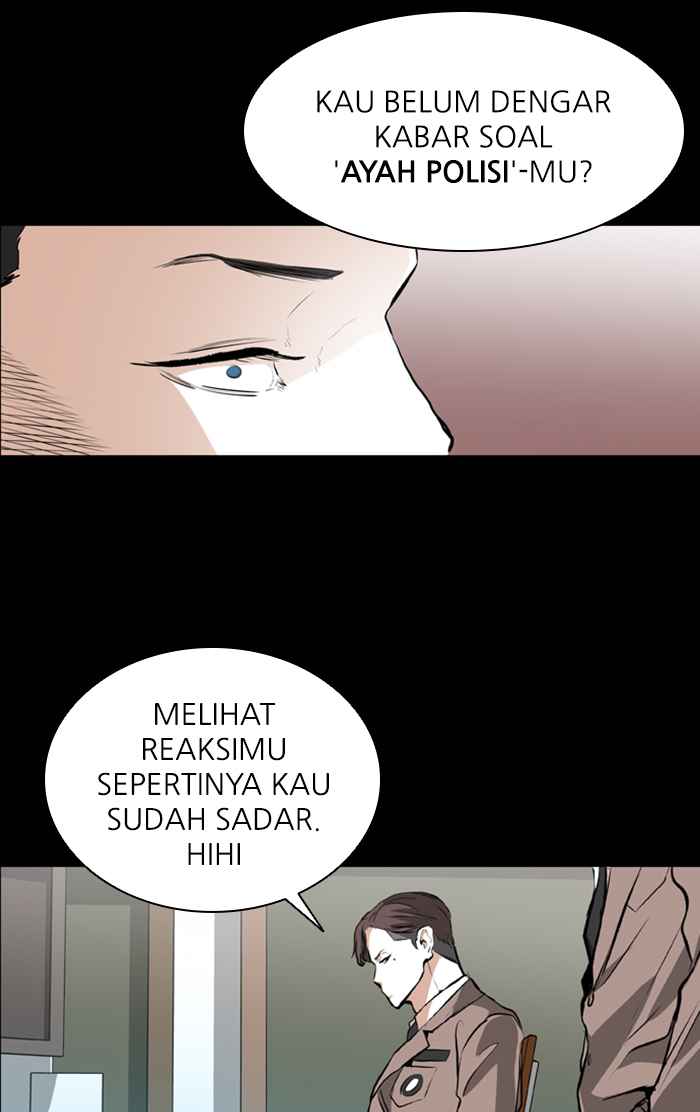 KAU BELUM DENGAR
KABAR SOAL
'AYAH POLISI'-MU?
MELIHAT
REAKSIMU
SEPERTINYA KAU
SUDAH SADAR.
HIHI